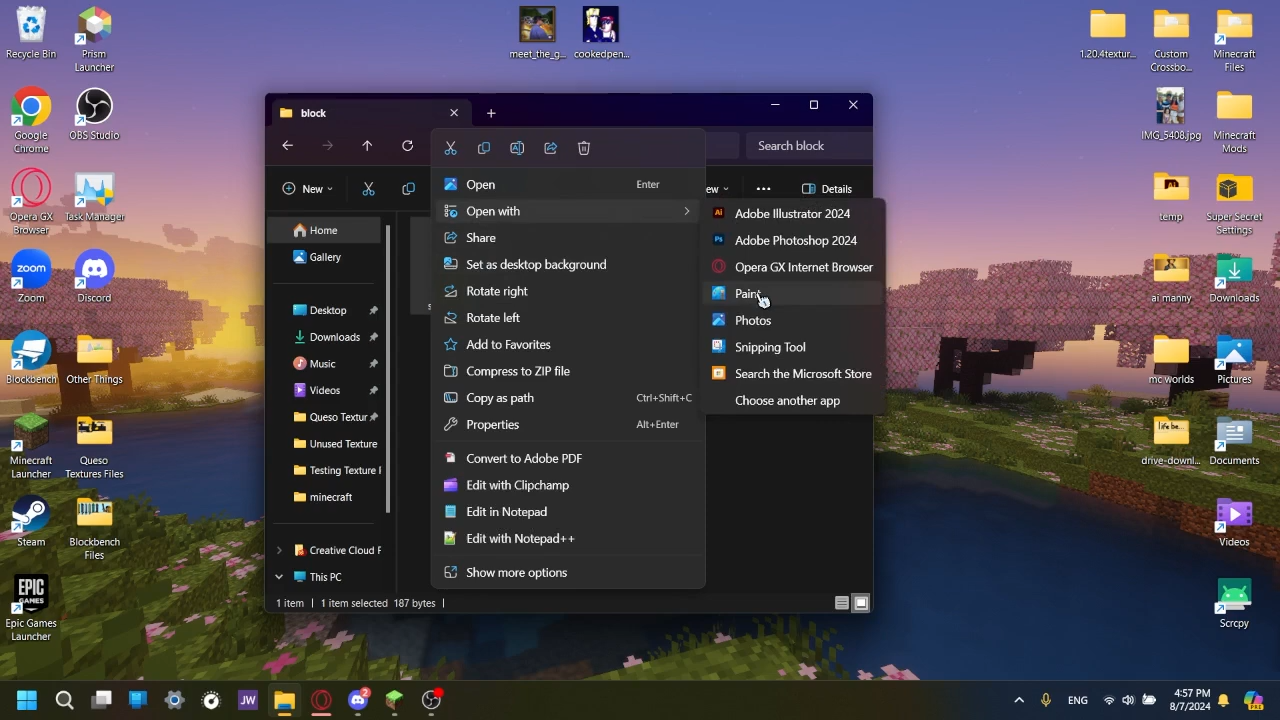 Recycle Bin
Prism
Launcher
Google
Chrome
OBS Studio
Opera GX
Browser
Task Manager
Zoom
Discord
Blockbench
Other Things
Minecraft
Launcher
Queso
Textures Files
Steam
Blockbench
Files
Epic Games
Launcher
meet_the_g...
cookedpen...
block
Search block
New
Details
Home
Gallery
Desktop
Downloads
Music
Videos
Queso Textur
Unused Texture
Testing Texture
minecraft
Creative Cloud F
This PC
1 item
1 item selected
187 bytes
Open
Enter
Open with
Share
Set as desktop background
Rotate right
Rotate left
Add to Favorites
Compress to ZIP file
Copy as path
Ctrl+Shift+C
Properties
Alt+Enter
Convert to Adobe PDF
Edit with Clipchamp
Edit in Notepad
Edit with Notepad++
Show more options
Adobe Illustrator 2024
Adobe Photoshop 2024
Opera GX Internet Browser
Paint
Photos
Snipping Tool
Search the Microsoft Store
Choose another app
1.20.4textur...
Custom
Crossbo...
Minecraft
Files
IMG_5408.jpg
Minecraft
Mods
temp
Super Secret
Settings
ai manny
Downloads
mc worlds
Pictures
drive-downl...
Documents
Videos
Scrcpy
JW
2
ENG
4:57 PM
8/7/2024